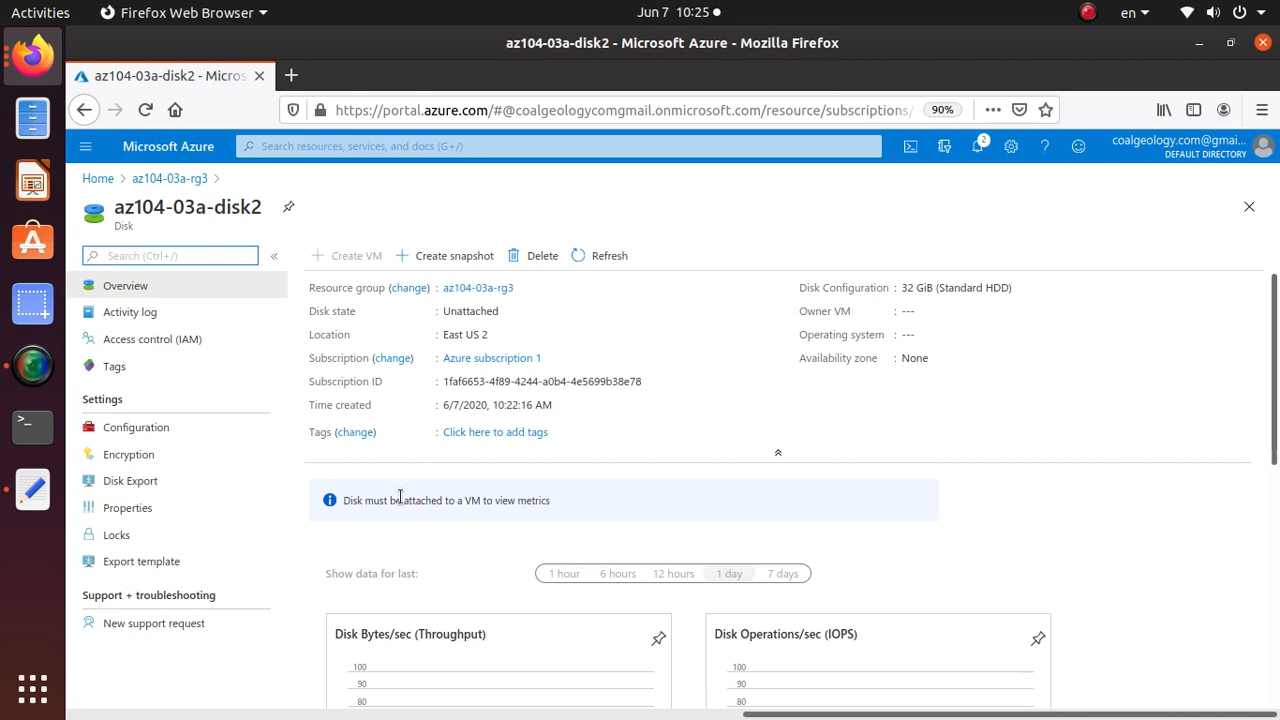 Activities
Firefox Web Browser
Jun 7 10:25
en
az104-03a-disk2 - Microsoft Azure - Mozilla Firefox
az104-03a-disk2 - Micros
https://portal.azure.com/#@coalgeologycomgmail.onmicrosoft.com/resource/subscriptions/
90%
Microsoft Azure
Search resources, services, and docs (G+/)
2
coalgeology.com@gmai...
DEFAULT DIRECTORY
Home > az104-03a-rg3 >
az104-03a-disk2
Disk
Search (Ctrl+/)
«
Create VM
Create snapshot
Delete
Refresh
Overview
Activity log
Access control (IAM)
Tags
Settings
Configuration
Encryption
Disk Export
Properties
Locks
Export template
Support + troubleshooting
New support request
Resource group (change) : az104-03a-rg3
Disk state : Unattached
Location : East US 2
Subscription (change) : Azure subscription 1
Subscription ID : 1faf6653-4f89-4244-a0b4-4e5699b38e78
Time created : 6/7/2020, 10:22:16 AM
Tags (change) : Click here to add tags
Disk Configuration : 32 GiB (Standard HDD)
Owner VM : ---
Operating system : ---
Availability zone : None
Disk must be attached to a VM to view metrics
Show data for last:
1 hour
6 hours
12 hours
1 day
7 days
Disk Bytes/sec (Throughput)
100
90
80
Disk Operations/sec (IOPS)
100
90
80